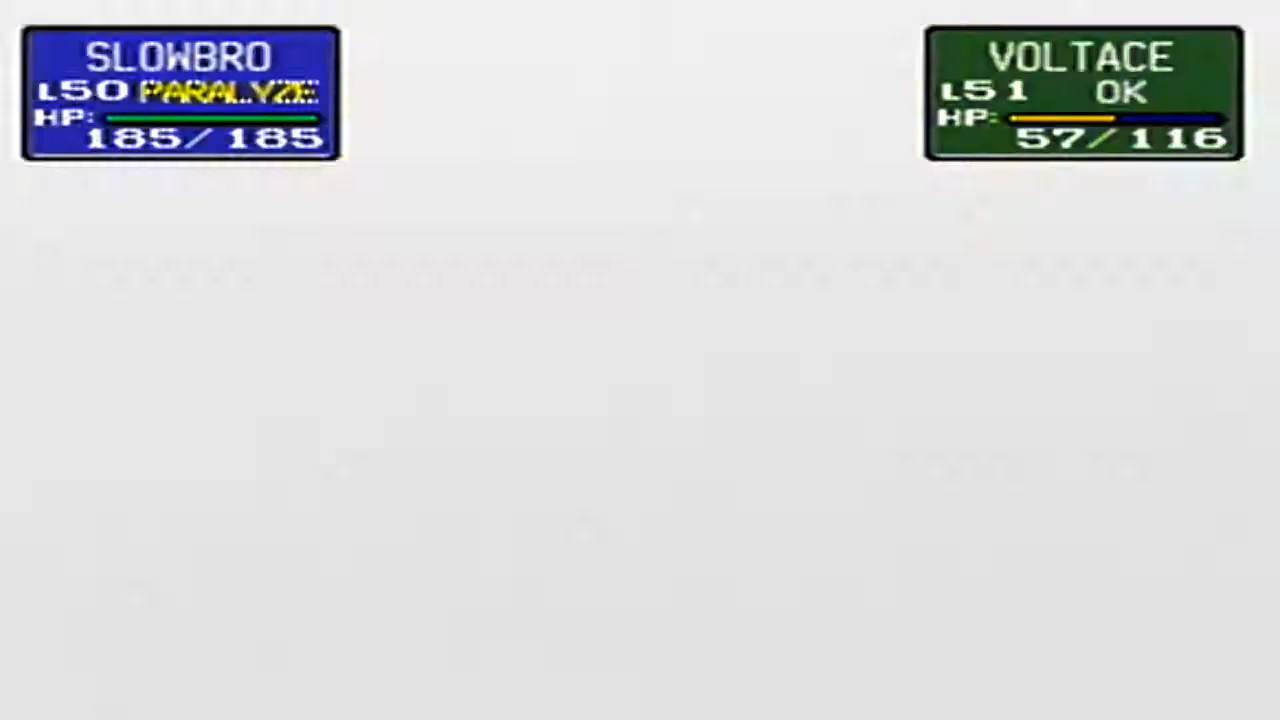 SLOWBRO
L50 PARALYZE
HP:
185/185
VOLTACE
L51 OK
HP:
57/116